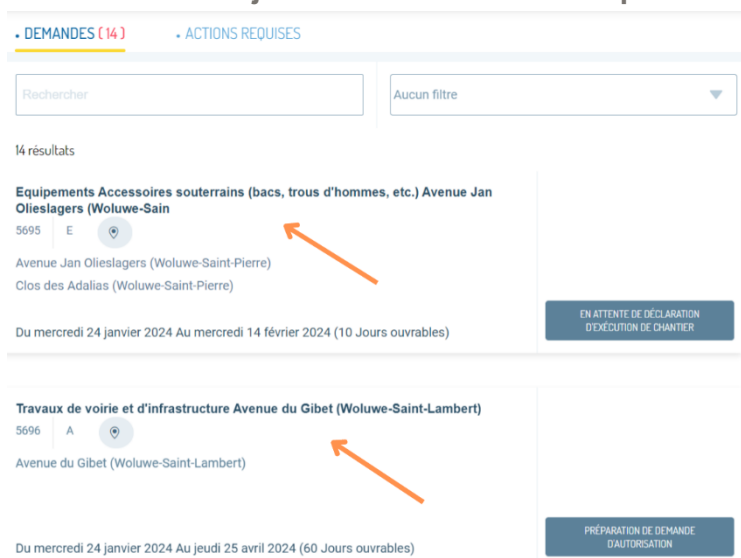 • DEMANDES ( 14 )
• ACTIONS REQUISES
Rechercher
Aucun filtre
14 résultats
Equipements Accessoires souterrains (bacs, trous d'hommes, etc.) Avenue Jan
Olieslagers (Woluwe-Sain
5695 E
Avenue Jan Olieslagers (Woluwe-Saint-Pierre)
Clos des Adalias (Woluwe-Saint-Pierre)
Du mercredi 24 janvier 2024 Au mercredi 14 février 2024 (10 Jours ouvrables)
EN ATTENTE DE DÉCLARATION
D'EXÉCUTION DE CHANTIER
Travaux de voirie et d'infrastructure Avenue du Gibet (Woluwe-Saint-Lambert)
5696 A
Avenue du Gibet (Woluwe-Saint-Lambert)
Du mercredi 24 janvier 2024 Au jeudi 25 avril 2024 (60 Jours ouvrables)
PRÉPARATION DE DEMANDE
D'AUTORISATION